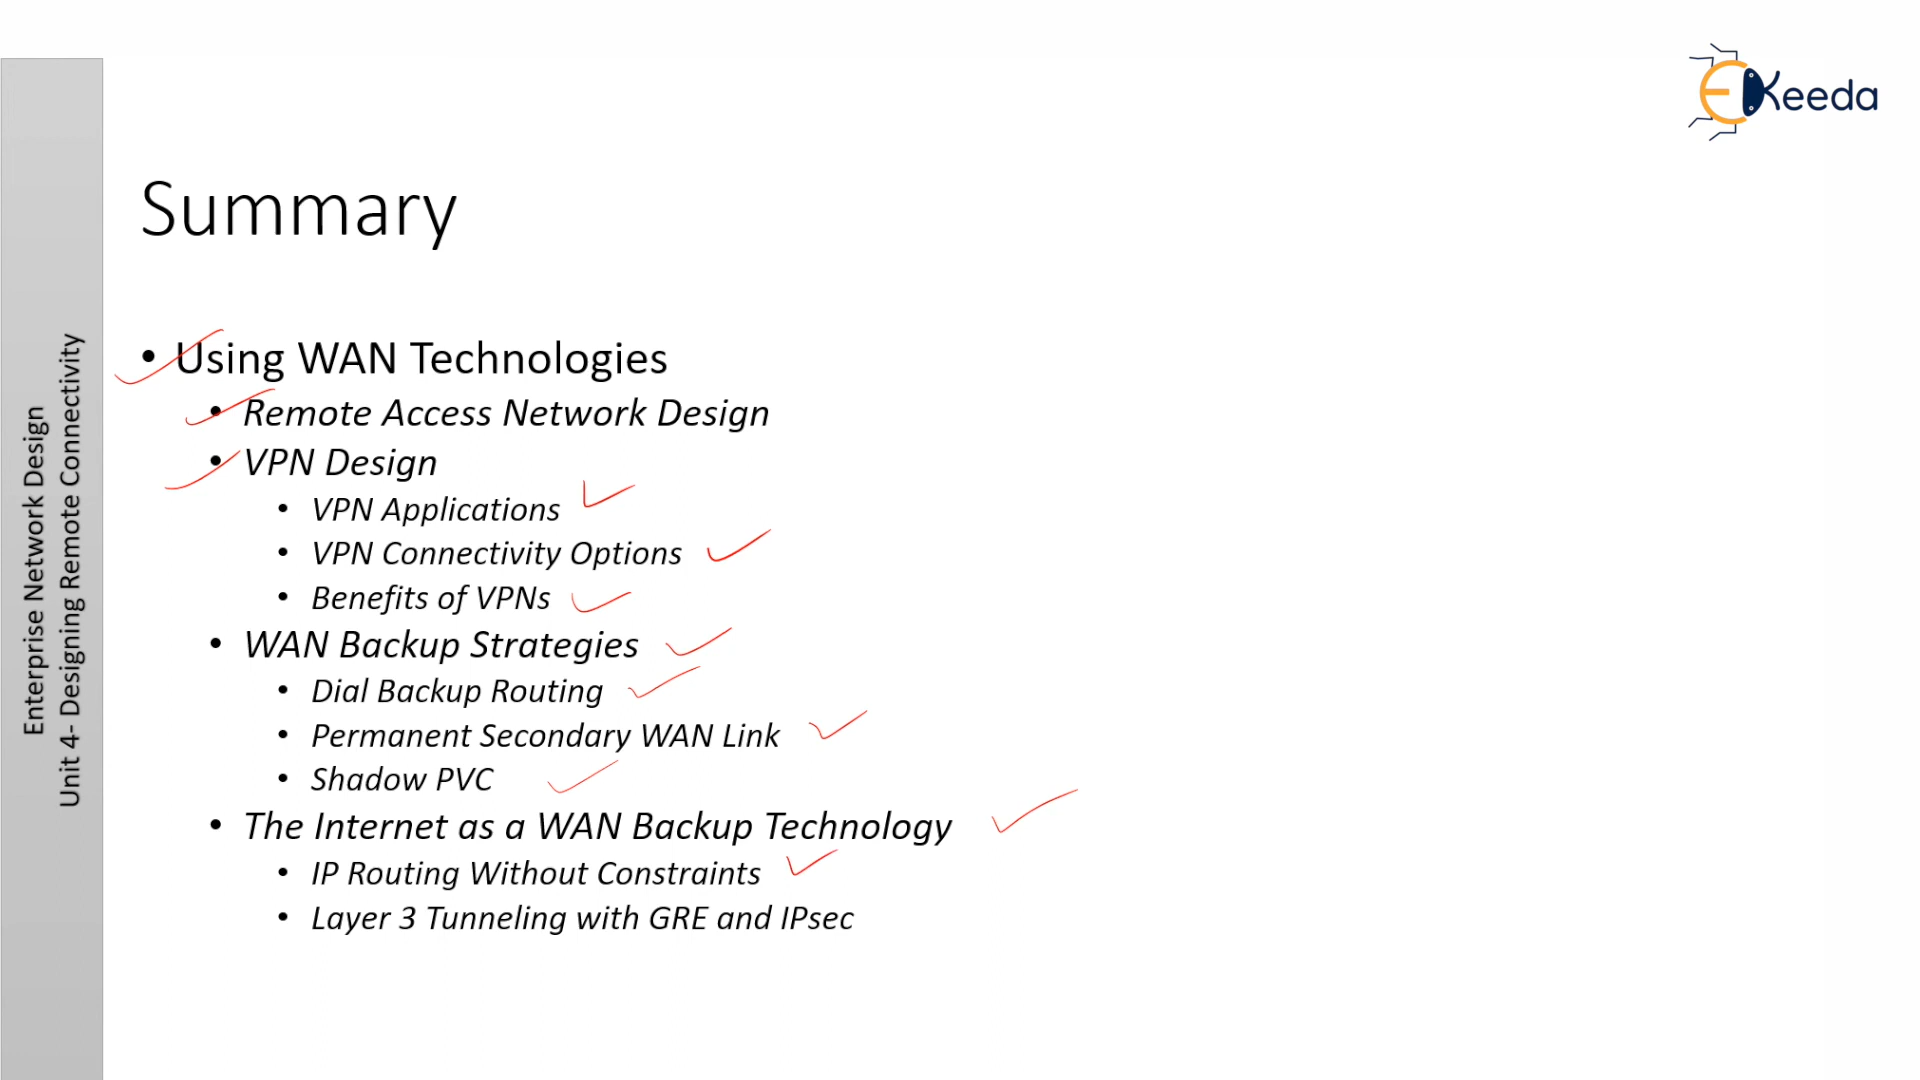 EKeeda
Summary
• Using WAN Technologies
• Remote Access Network Design
• VPN Design
• VPN Applications
• VPN Connectivity Options
• Benefits of VPNs
• WAN Backup Strategies
• Dial Backup Routing
• Permanent Secondary WAN Link
• Shadow PVC
• The Internet as a WAN Backup Technology
• IP Routing Without Constraints
• Layer 3 Tunneling with GRE and IPsec
Enterprise Network Design
Unit 4- Designing Remote Connectivity